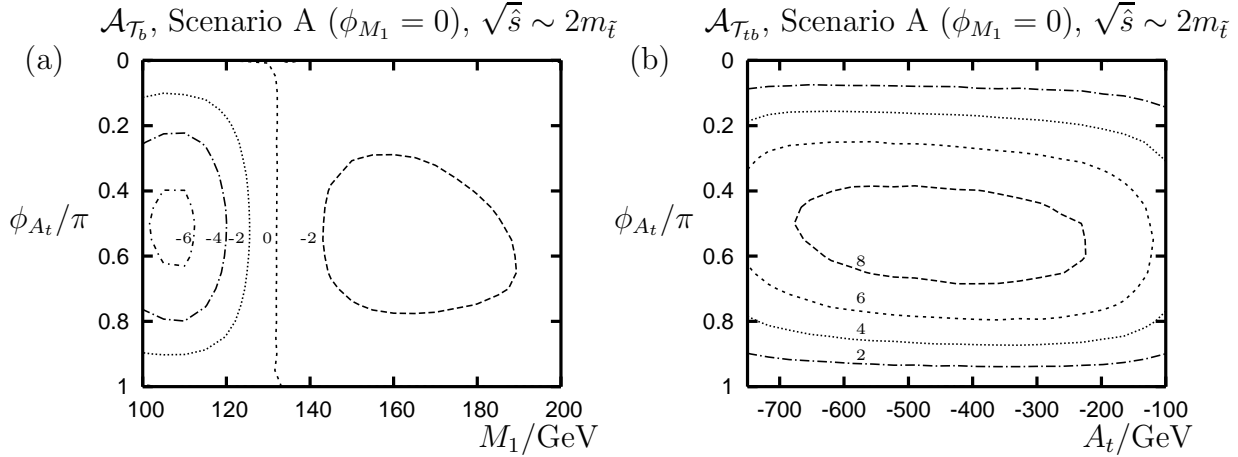 𝒜_{𝒯_b}, Scenario A (ϕ_{M_1} = 0), √ŝ ∼ 2m_{t̃}
(a)
0
0.2
0.4
0.6
0.8
1
ϕ_{A_t}/π
-6
-4
-2
0
-2
100 120 140 160 180 200
M_1/GeV
𝒜_{𝒯_{tb}}, Scenario A (ϕ_{M_1} = 0), √ŝ ∼ 2m_{t̃}
(b)
0
0.2
0.4
0.6
0.8
1
ϕ_{A_t}/π
8
6
4
2
-700 -600 -500 -400 -300 -200 -100
A_t/GeV